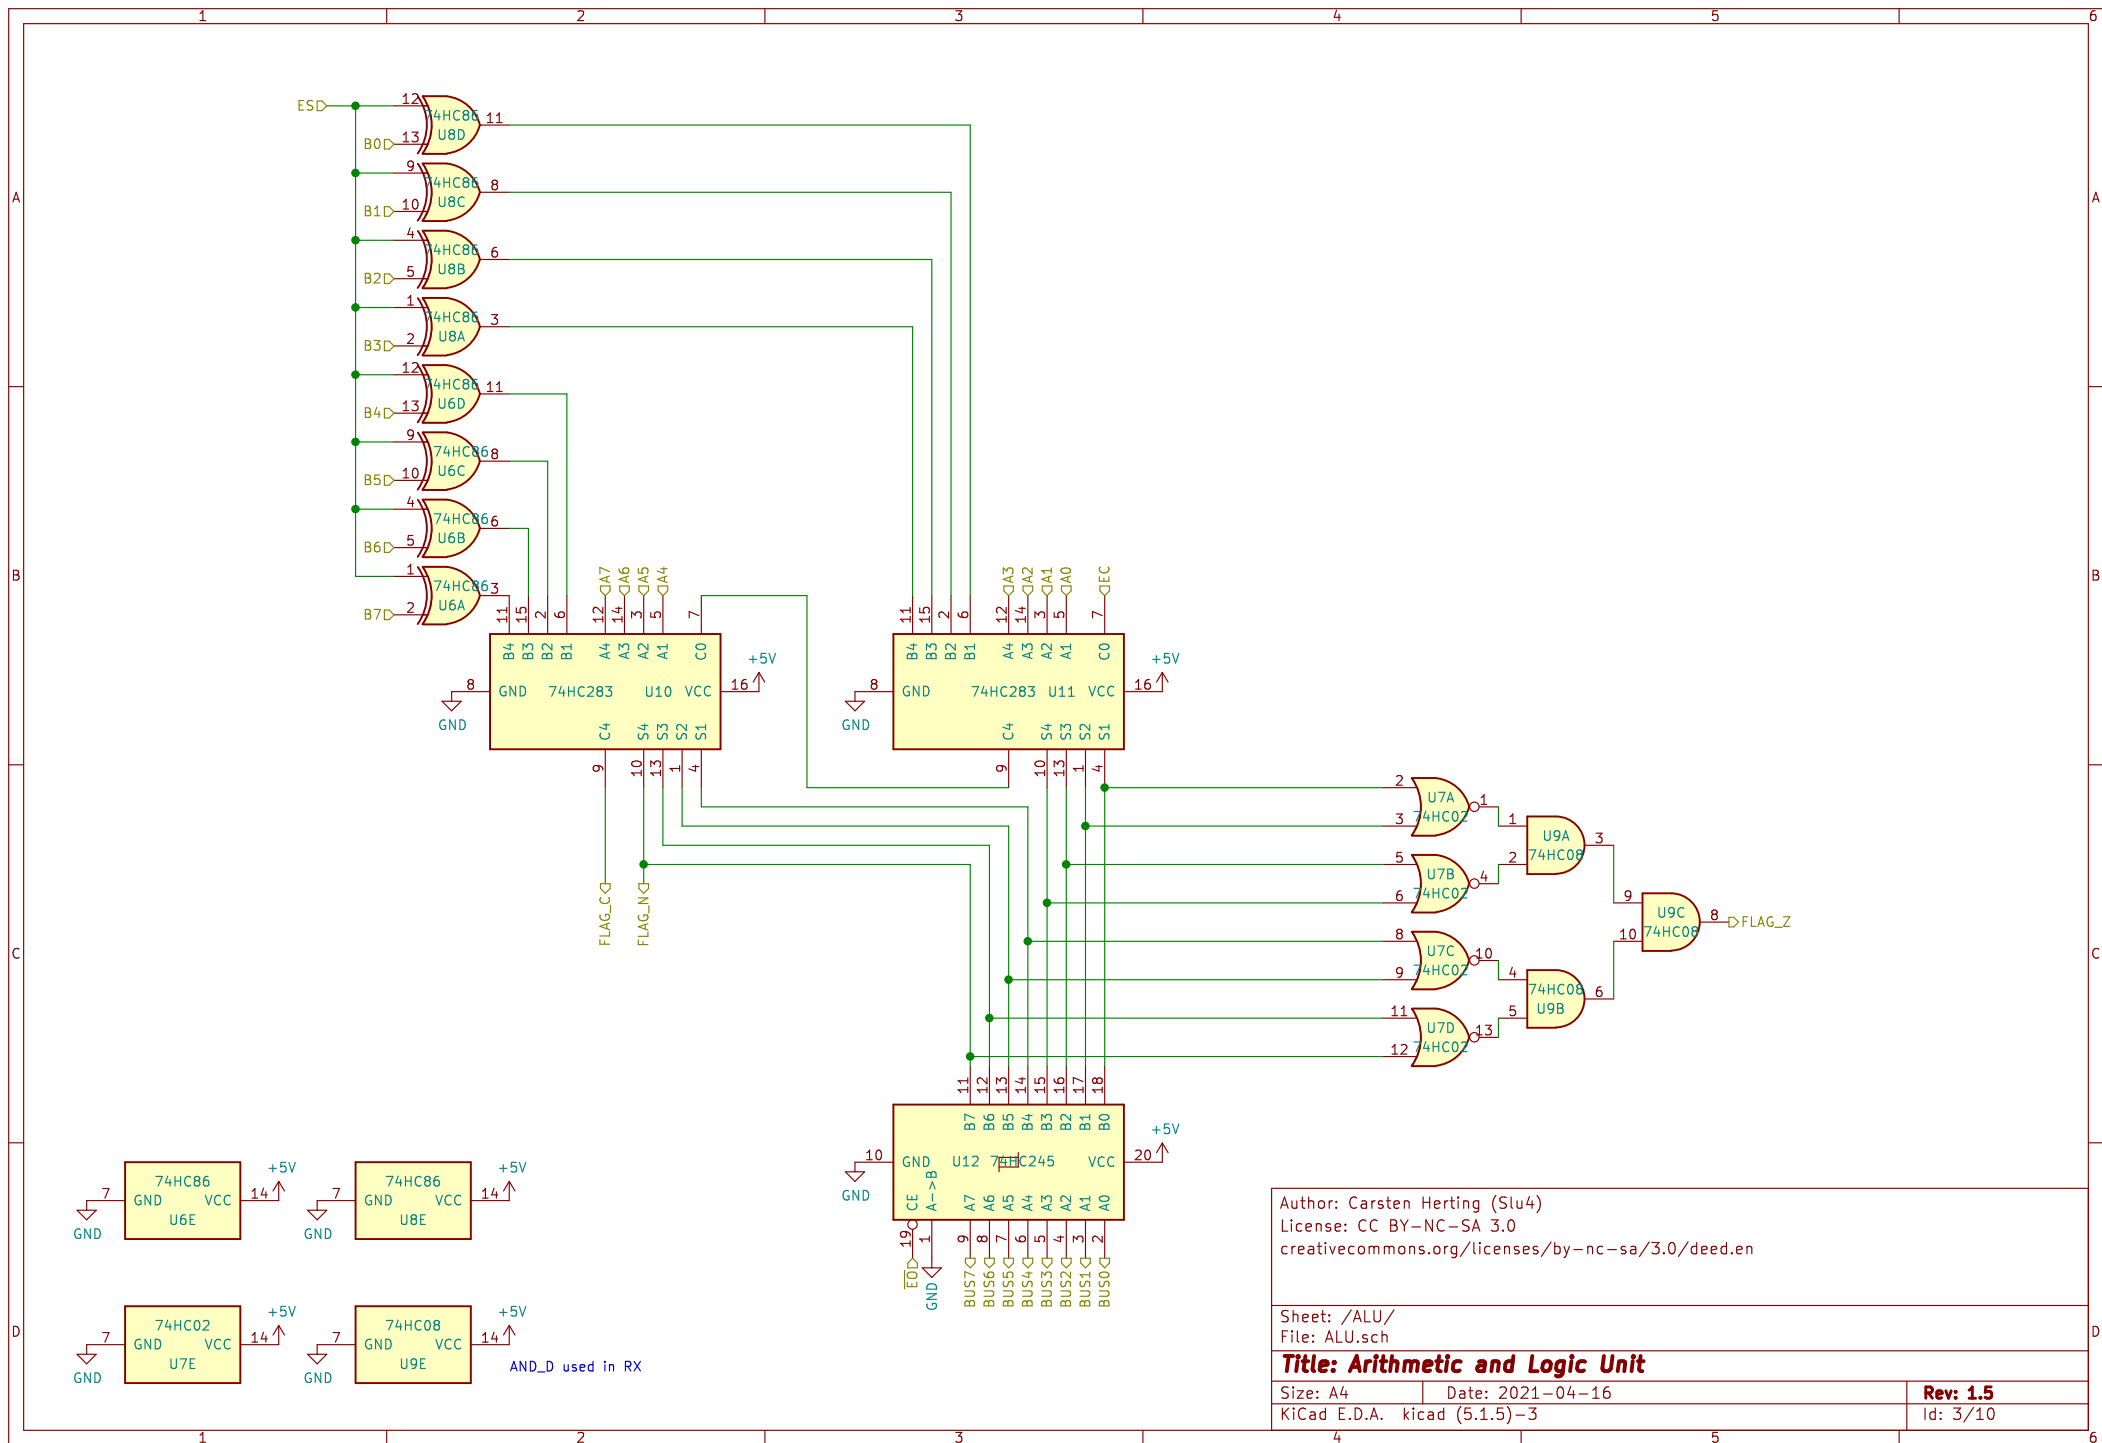 1 2 3 4 5 6
A
B
C
D
A
B
C
D
1 2 3 4 5 6
ES
12 74HC86 11
B0 13 U8D
9 74HC86 8
B1 10 U8C
4 74HC86 6
B2 5 U8B
1 74HC86 3
B3 2 U8A
12 74HC86 11
B4 13 U6D
9 74HC86 8
B5 10 U6C
4 74HC86 6
B6 5 U6B
1 74HC86 3
B7 2 U6A
A7 A6 A5 A4
11 15 2 6 12 14 3 5 7
B4 B3 B2 B1 A4 A3 A2 A1 C0
+5V
8 GND 74HC283 U10 VCC 16
GND
C4 S4 S3 S2 S1
9 10 13 1 4
FLAG_C FLAG_N
A3 A2 A1 A0 EC
11 15 2 6 12 14 3 5 7
B4 B3 B2 B1 A4 A3 A2 A1 C0
+5V
8 GND 74HC283 U11 VCC 16
GND
C4 S4 S3 S2 S1
9 10 13 1 4
2 U7A 1
3 74HC02
5 U7B 4
6 74HC02
8 U7C 10
9 74HC02
11 U7D 13
12 74HC02
1 U9A 3
2 74HC08
4 74HC08 6
5 U9B
9 U9C 8 FLAG_Z
10 74HC08
11 12 13 14 15 16 17 18
B7 B6 B5 B4 B3 B2 B1 B0
+5V
10 GND U12 74HC245 VCC 20
GND
CE A->B A7 A6 A5 A4 A3 A2 A1 A0
19 1 9 8 7 6 5 4 3 2
EO GND BUS7 BUS6 BUS5 BUS4 BUS3 BUS2 BUS1 BUS0
74HC86 +5V
7 GND VCC 14
GND U6E
74HC86 +5V
7 GND VCC 14
GND U8E
74HC02 +5V
7 GND VCC 14
GND U7E
74HC08 +5V
7 GND VCC 14
GND U9E
AND_D used in RX
Author: Carsten Herting (Slu4)
License: CC BY-NC-SA 3.0
creativecommons.org/licenses/by-nc-sa/3.0/deed.en
Sheet: /ALU/
File: ALU.sch
Title: Arithmetic and Logic Unit
Size: A4 Date: 2021-04-16 Rev: 1.5
KiCad E.D.A. kicad (5.1.5)-3 Id: 3/10